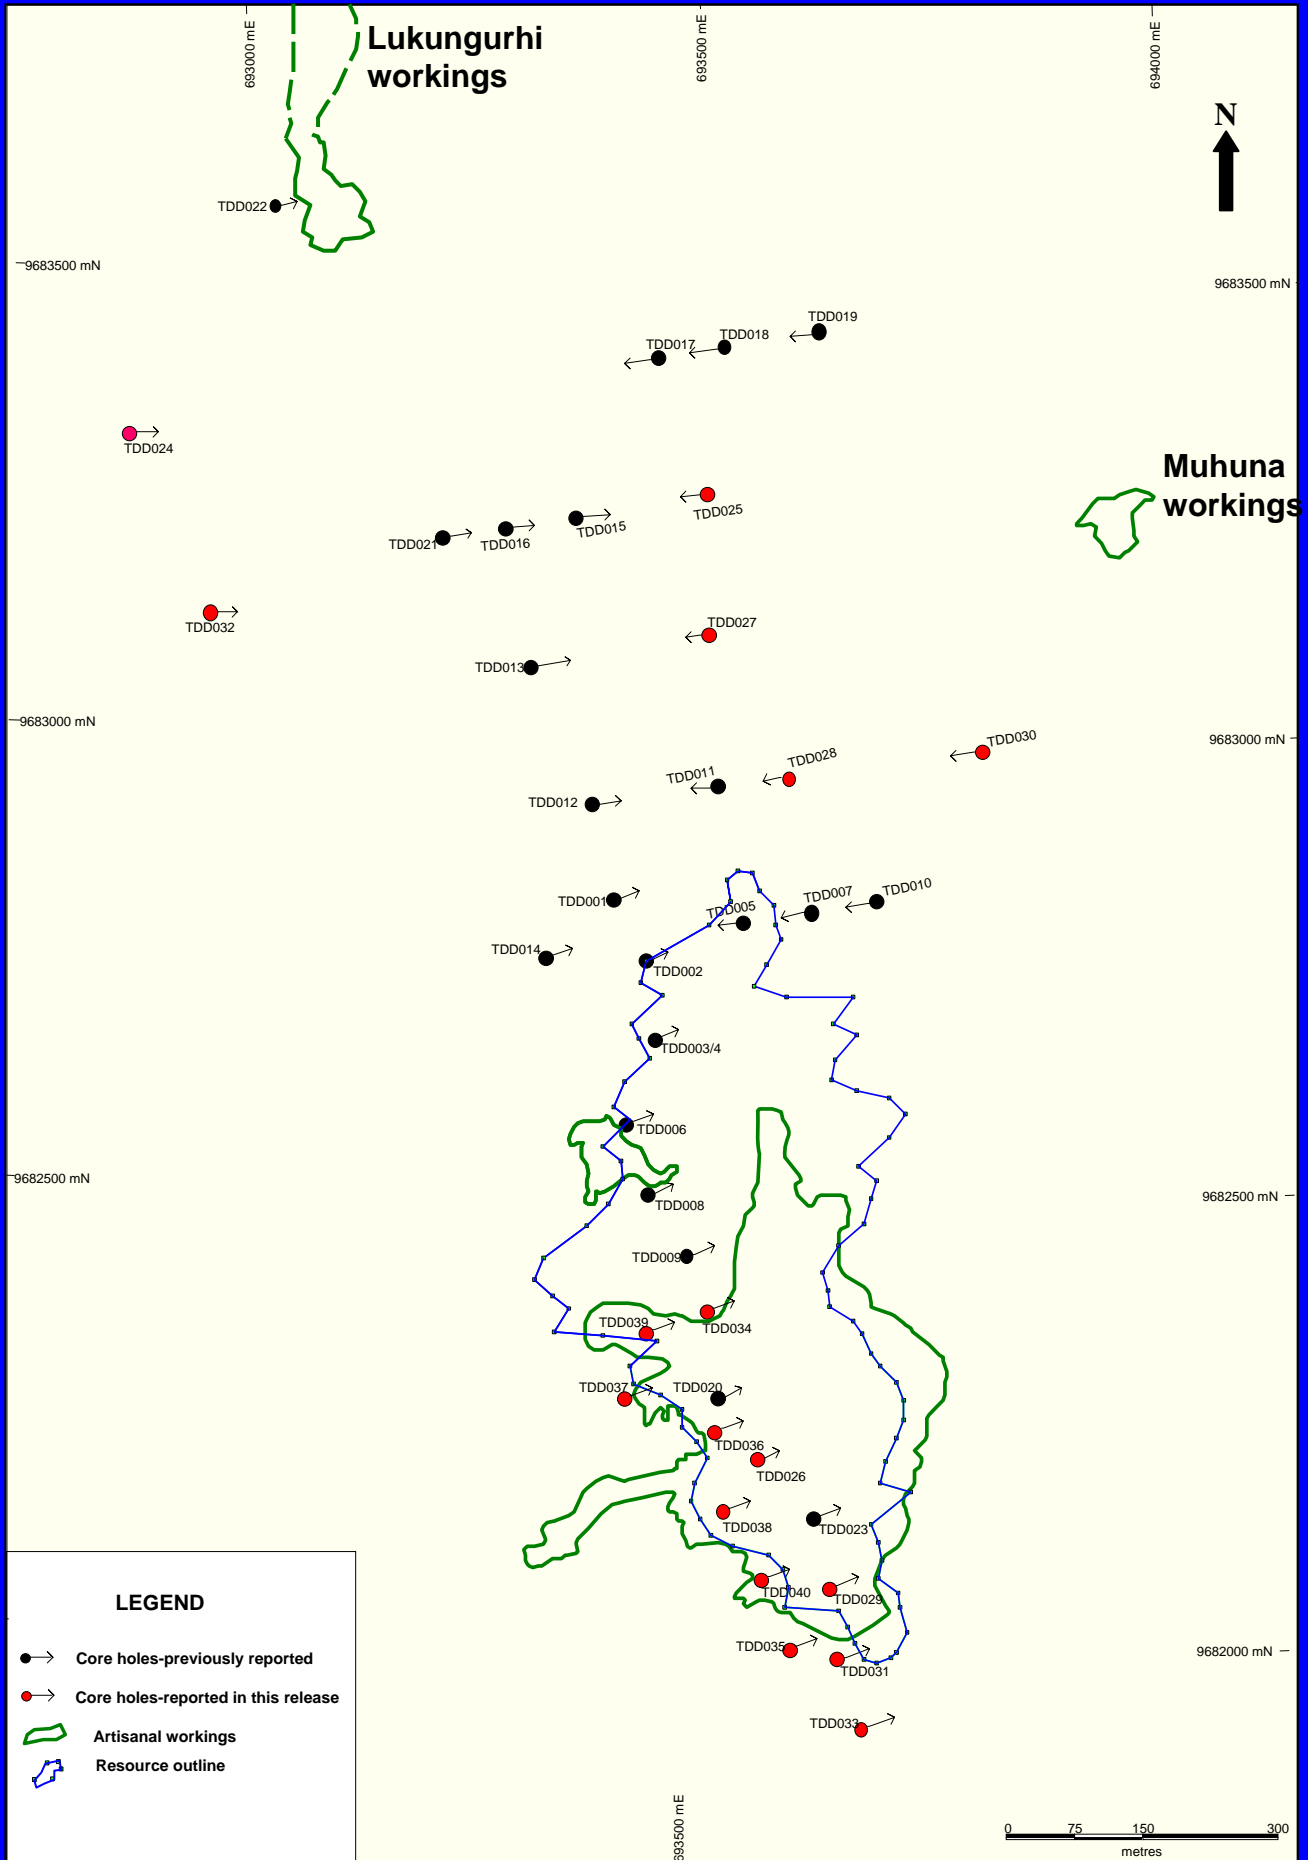 693000 mE
693500 mE
694000 mE
Lukungurhi
workings
N
TDD022
9683500 mN
9683500 mN
TDD019
TDD018
TDD017
TDD024
Muhuna
workings
TDD025
TDD015
TDD016
TDD021
TDD032
TDD027
TDD013
9683000 mN
9683000 mN
TDD030
TDD028
TDD011
TDD012
TDD001
TDD005
TDD007
TDD010
TDD014
TDD002
TDD003/4
TDD006
9682500 mN
9682500 mN
TDD008
TDD009
TDD039
TDD034
TDD037
TDD020
TDD036
TDD026
TDD038
TDD023
TDD040
TDD029
TDD035
TDD031
9682000 mN
TDD033
LEGEND
Core holes-previously reported
Core holes-reported in this release
Artisanal workings
Resource outline
693500 mE
0 75 150 300
metres